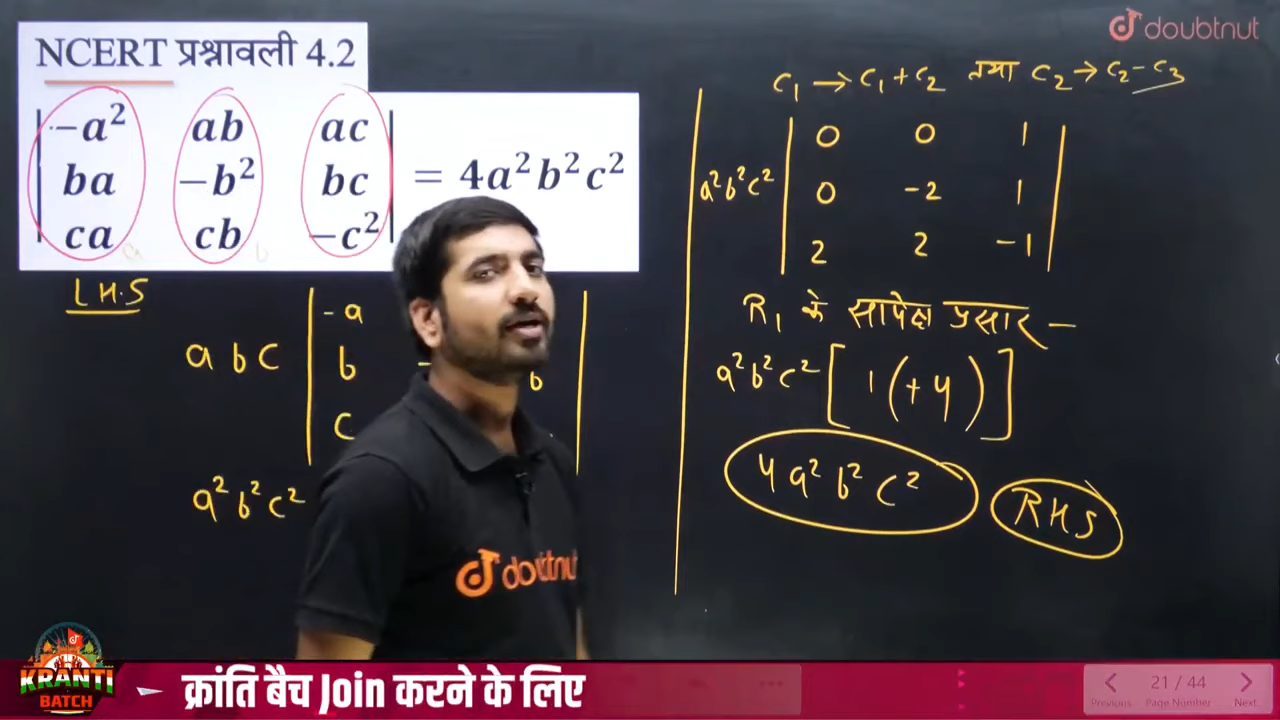 doubtnut
NCERT प्रश्नावली 4.2
-a² ab ac
ba -b² bc = 4a²b²c²
ca cb -c²
L.H.S
abc | -a
b b
c
a²b²c²
C₁ → C₁+C₂ तथा C₂ → C₂-C₃
0 0 1
a²b²c² | 0 -2 1 |
2 2 -1
R₁ के सापेक्ष प्रसार –
a²b²c² [ 1(+4) ]
4a²b²c² RHS
doubtnut
KRANTI
BATCH
क्रांति बैच Join करने के लिए
21 / 44
Previous Page Number Next